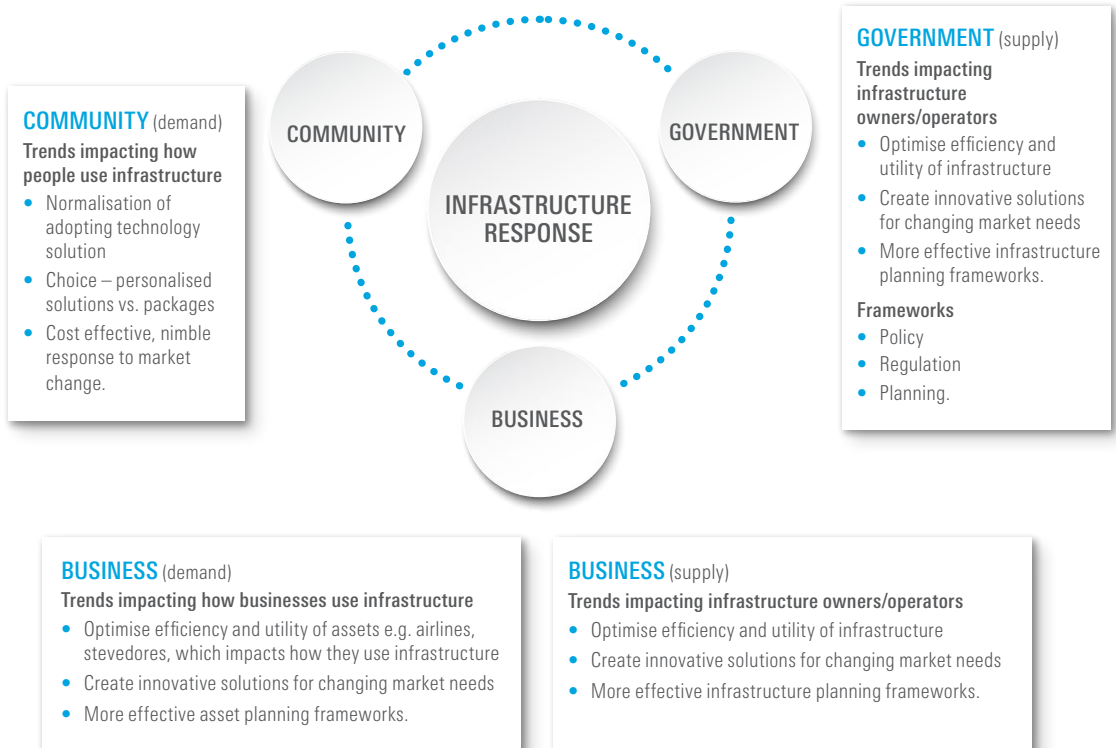 COMMUNITY (demand)
Trends impacting how
people use infrastructure
• Normalisation of
adopting technology
solution
• Choice – personalised
solutions vs. packages
• Cost effective, nimble
response to market
change.
COMMUNITY
INFRASTRUCTURE
RESPONSE
GOVERNMENT
BUSINESS
GOVERNMENT (supply)
Trends impacting
infrastructure
owners/operators
• Optimise efficiency and
utility of infrastructure
• Create innovative solutions
for changing market needs
• More effective infrastructure
planning frameworks.
Frameworks
• Policy
• Regulation
• Planning.
BUSINESS (demand)
Trends impacting how businesses use infrastructure
• Optimise efficiency and utility of assets e.g. airlines,
stevedores, which impacts how they use infrastructure
• Create innovative solutions for changing market needs
• More effective asset planning frameworks.
BUSINESS (supply)
Trends impacting infrastructure owners/operators
• Optimise efficiency and utility of infrastructure
• Create innovative solutions for changing market needs
• More effective infrastructure planning frameworks.